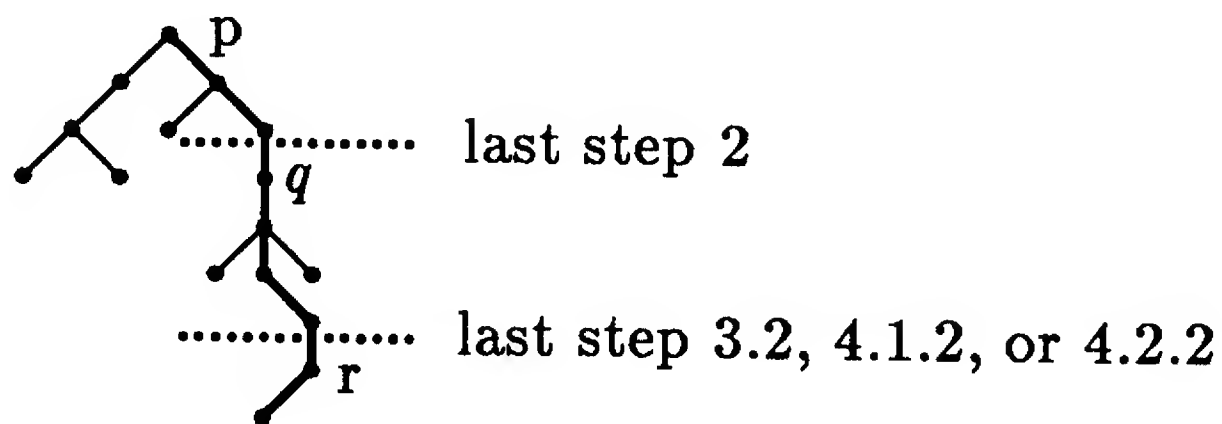 p
last step 2
q
last step 3.2, 4.1.2, or 4.2.2
r